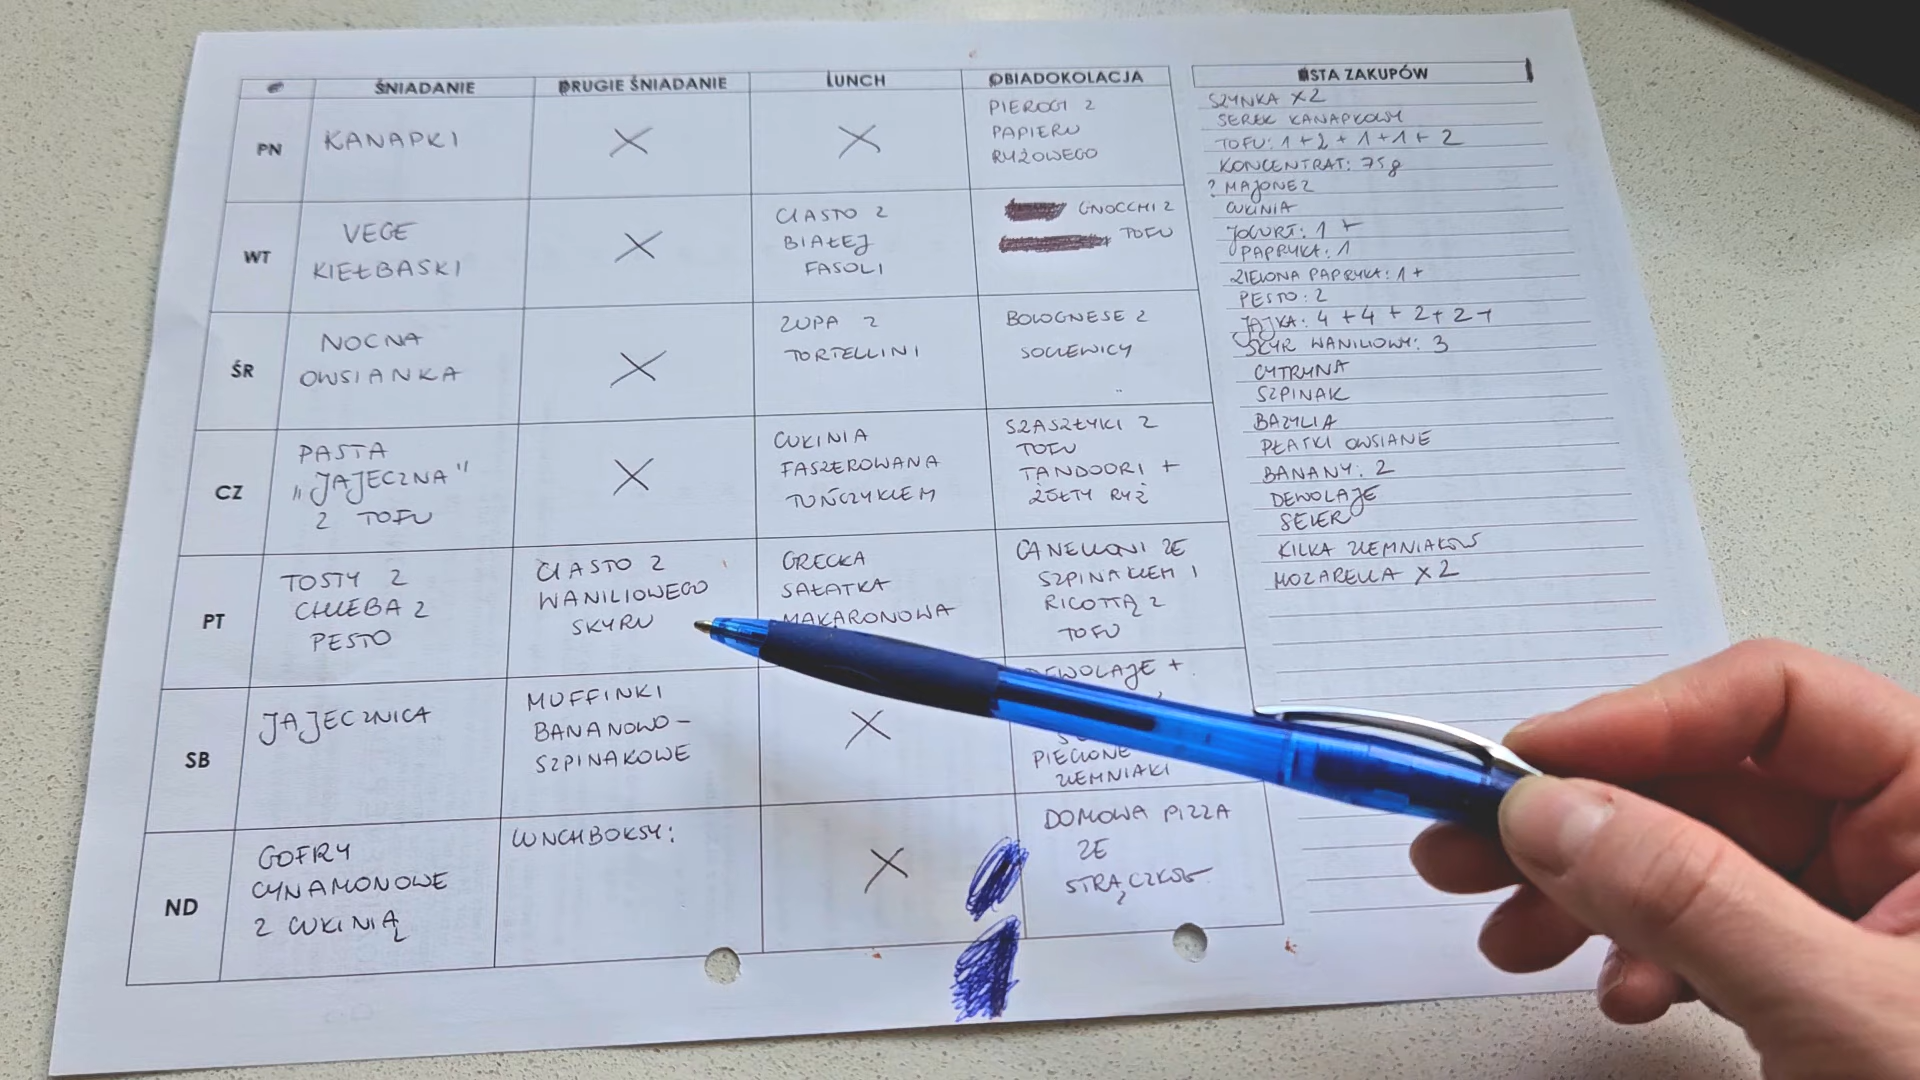 ŚNIADANIE DRUGIE ŚNIADANIE LUNCH OBIADOKOLACJA
PN
KANAPKI
X
X
PIEROGI Z
PAPIERU
RYŻOWEGO
WT
VEGE
KIEŁBASKI
X
CIASTO Z
BIAŁEJ
FASOLI
GNOCCHI Z
TOFU
ŚR
NOCNA
OWSIANKA
X
ZUPA Z
TORTELLINI
BOLOGNESE Z
SOCZEWICY
CZ
PASTA
„JAJECZNA"
Z TOFU
X
CUKINIA
FASZEROWANA
TUŃCZYKIEM
SZASZŁYKI Z
TOFU
TANDOORI +
ŻÓŁTY RYŻ
PT
TOSTY Z
CHLEBA Z
PESTO
CIASTO Z
WANILIOWEGO
SKYRU
GRECKA
SAŁATKA
MAKARONOWA
CANELLONI ZE
SZPINAKIEM I
RICOTTĄ Z
TOFU
SB
JAJECZNICA
MUFFINKI
BANANOWO-
SZPINAKOWE
X
DEWOLAJE +
PIECZONE
ZIEMNIAKI
ND
GOFRY
CYNAMONOWE
Z CUKINIĄ
LUNCHBOKSY:
X
DOMOWA PIZZA
ZE
STRĄCZKÓW
LISTA ZAKUPÓW
SZYNKA X2
SEREK KANAPKOWY
TOFU: 1+2+1+1+2
KONCENTRAT: 75g
? MAJONEZ
CUKINIA
JOGURT: 1 +
PAPRYKA: 1
ZIELONA PAPRYKA: 1+
PESTO: 2
JAJKA: 4+4+2+2+
SKYR WANILIOWY: 3
CYTRYNA
SZPINAK
BAZYLIA
PŁATKI OWSIANE
BANANY: 2
DEWOLAJE
SELER
KILKA ZIEMNIAKÓW
MOZARELLA X2